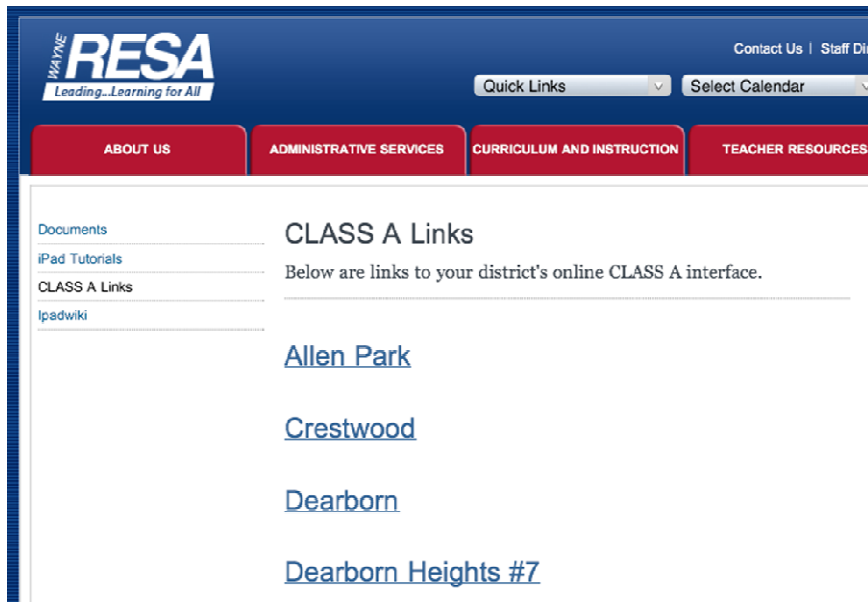 WAYNE
RESA
Leading...Learning for All
Contact Us | Staff
Quick Links
Select Calendar
ABOUT US
ADMINISTRATIVE SERVICES
CURRICULUM AND INSTRUCTION
TEACHER RESOURCES
Documents
iPad Tutorials
CLASS A Links
Ipadwiki
CLASS A Links
Below are links to your district's online CLASS A interface.
Allen Park
Crestwood
Dearborn
Dearborn Heights #7